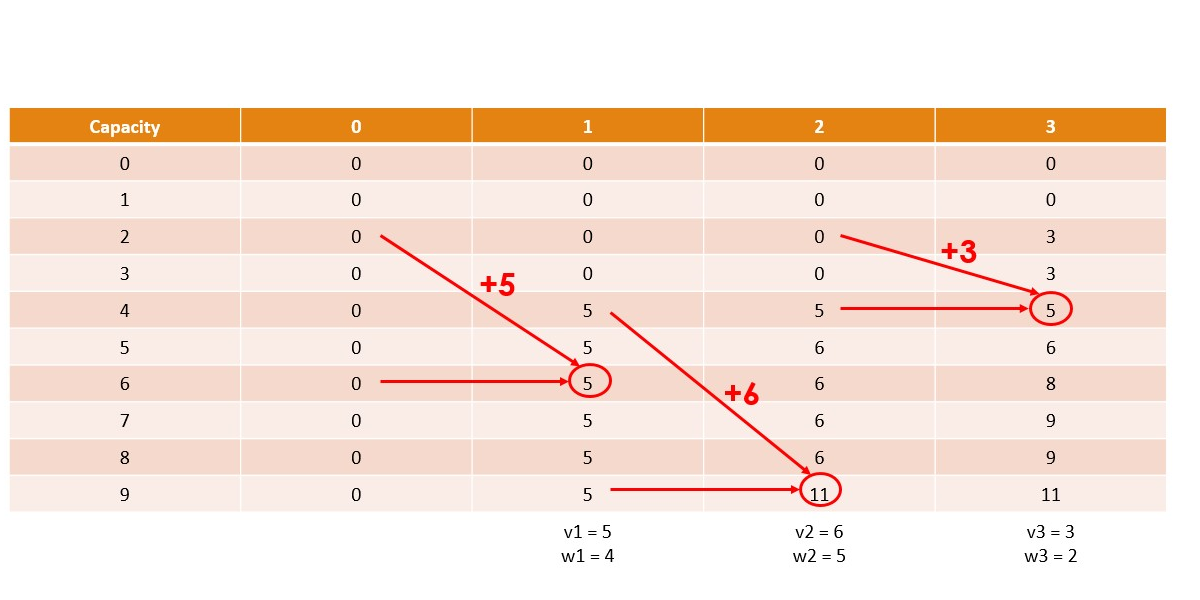 Capacity 0 1 2 3
0 0 0 0 0
1 0 0 0 0
2 0 0 0 3
+3
3 0 0 0 3
+5
4 0 5 5 5
5 0 5 6 6
6 0 5 6 8
+6
7 0 5 6 9
8 0 5 6 9
9 0 5 11 11
v1 = 5 v2 = 6 v3 = 3
w1 = 4 w2 = 5 w3 = 2